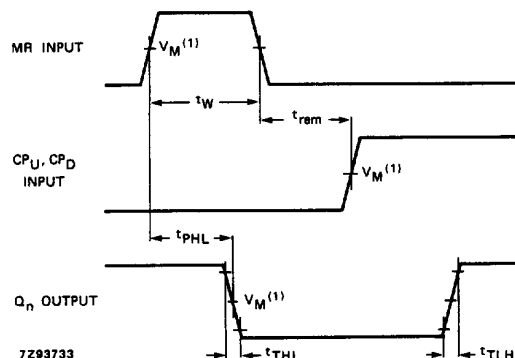 MR INPUT
VM(1)
tW
trem
CPU, CPD
INPUT
VM(1)
tPHL
Qn OUTPUT
VM(1)
7Z93733
tTHL
tTLH